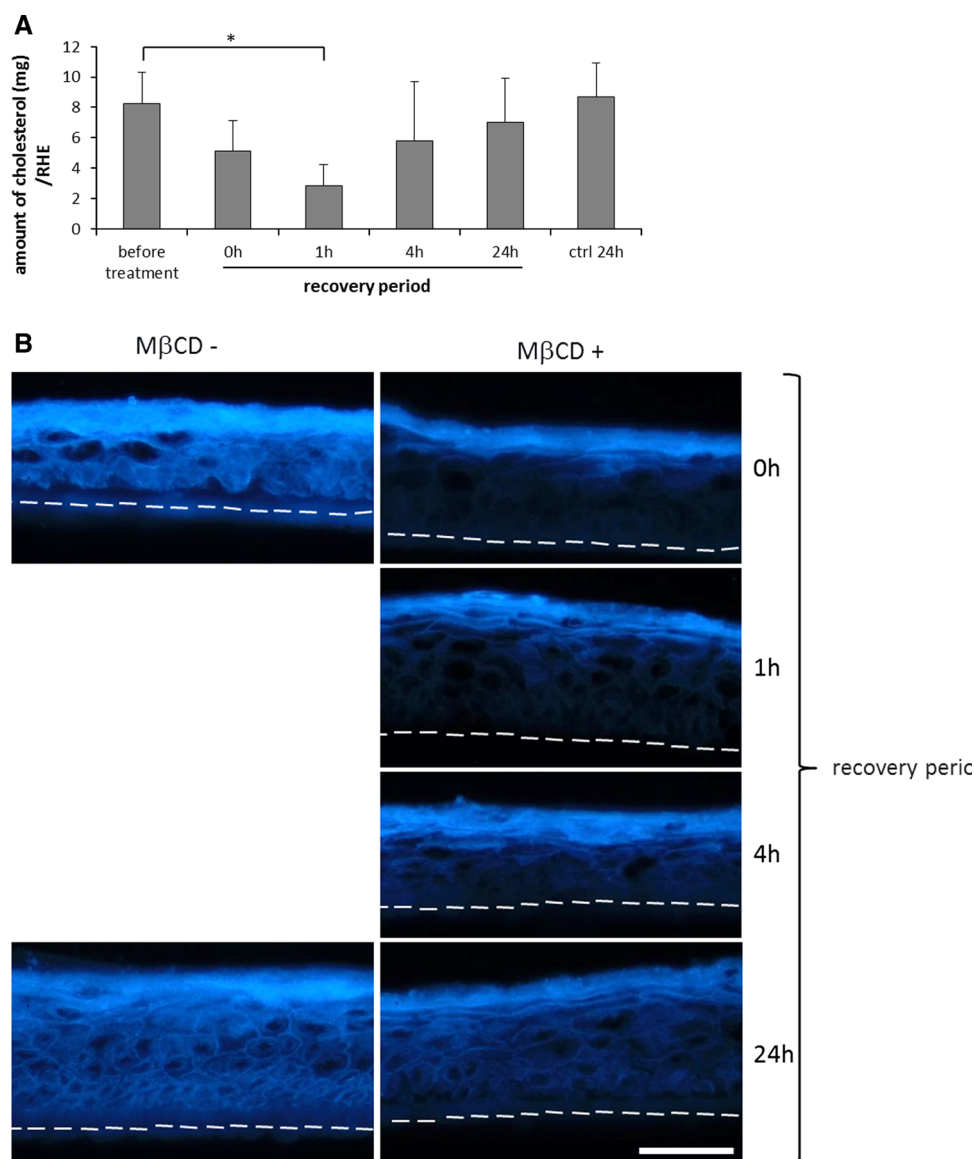 A
amount of cholesterol (mg)
/RHE
12
10
8
6
4
2
0
*
before
treatment
0h
1h
4h
24h
ctrl 24h
recovery period
B
MβCD -
MβCD +
0h
1h
4h
24h
recovery perio